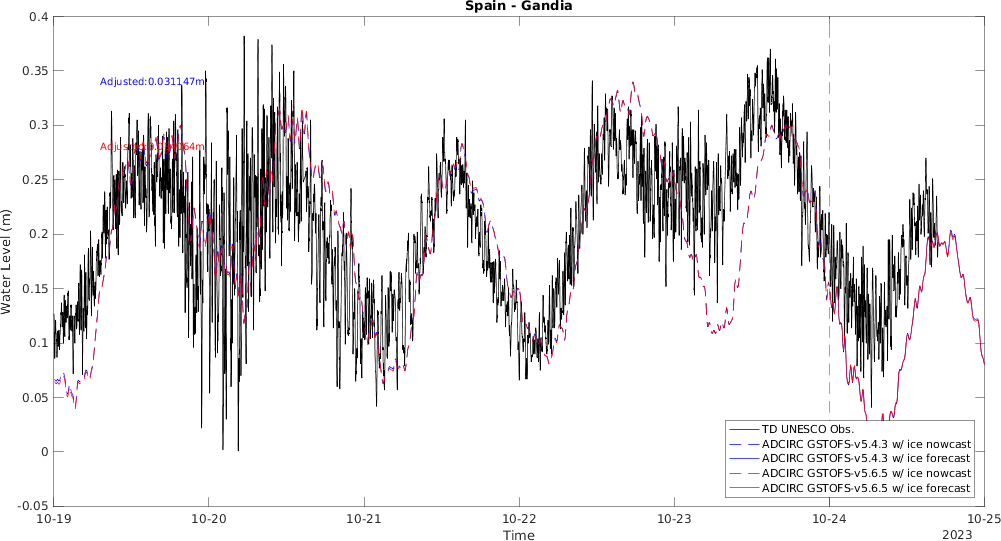 Spain - Gandia
0.4
0.35
0.3
0.25
0.2
0.15
0.1
0.05
0
-0.05
Water Level (m)
Adjusted:0.031147m
10-19
10-20
10-21
10-22
10-23
10-24
10-25
Time
2023
TD UNESCO Obs.
ADCIRC GSTOFS-v5.4.3 w/ ice nowcast
ADCIRC GSTOFS-v5.4.3 w/ ice forecast
ADCIRC GSTOFS-v5.6.5 w/ ice nowcast
ADCIRC GSTOFS-v5.6.5 w/ ice forecast